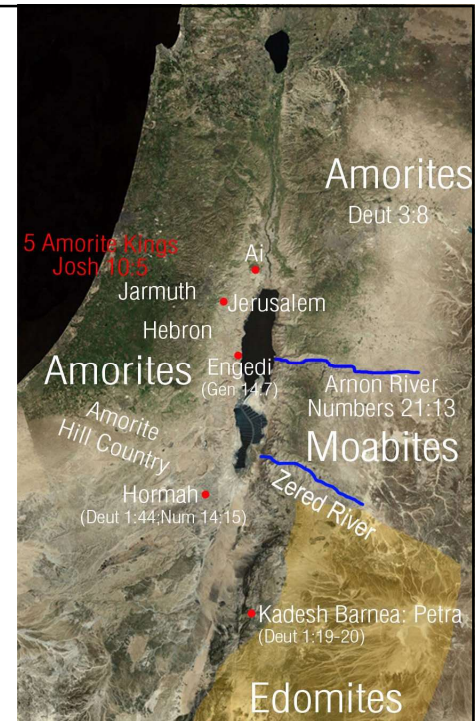 Amorites
Deut 3:8
5 Amorite Kings
Josh 10:5
Ai
Jarmuth
Jerusalem
Hebron
Amorites
Engedi
(Gen 14:7)
Arnon River
Numbers 21:13
Amorite
Hill Country
Moabites
Zered River
Hormah
(Deut 1:44;Num 14:15)
Kadesh Barnea: Petra
(Deut 1:19-20)
Edomites